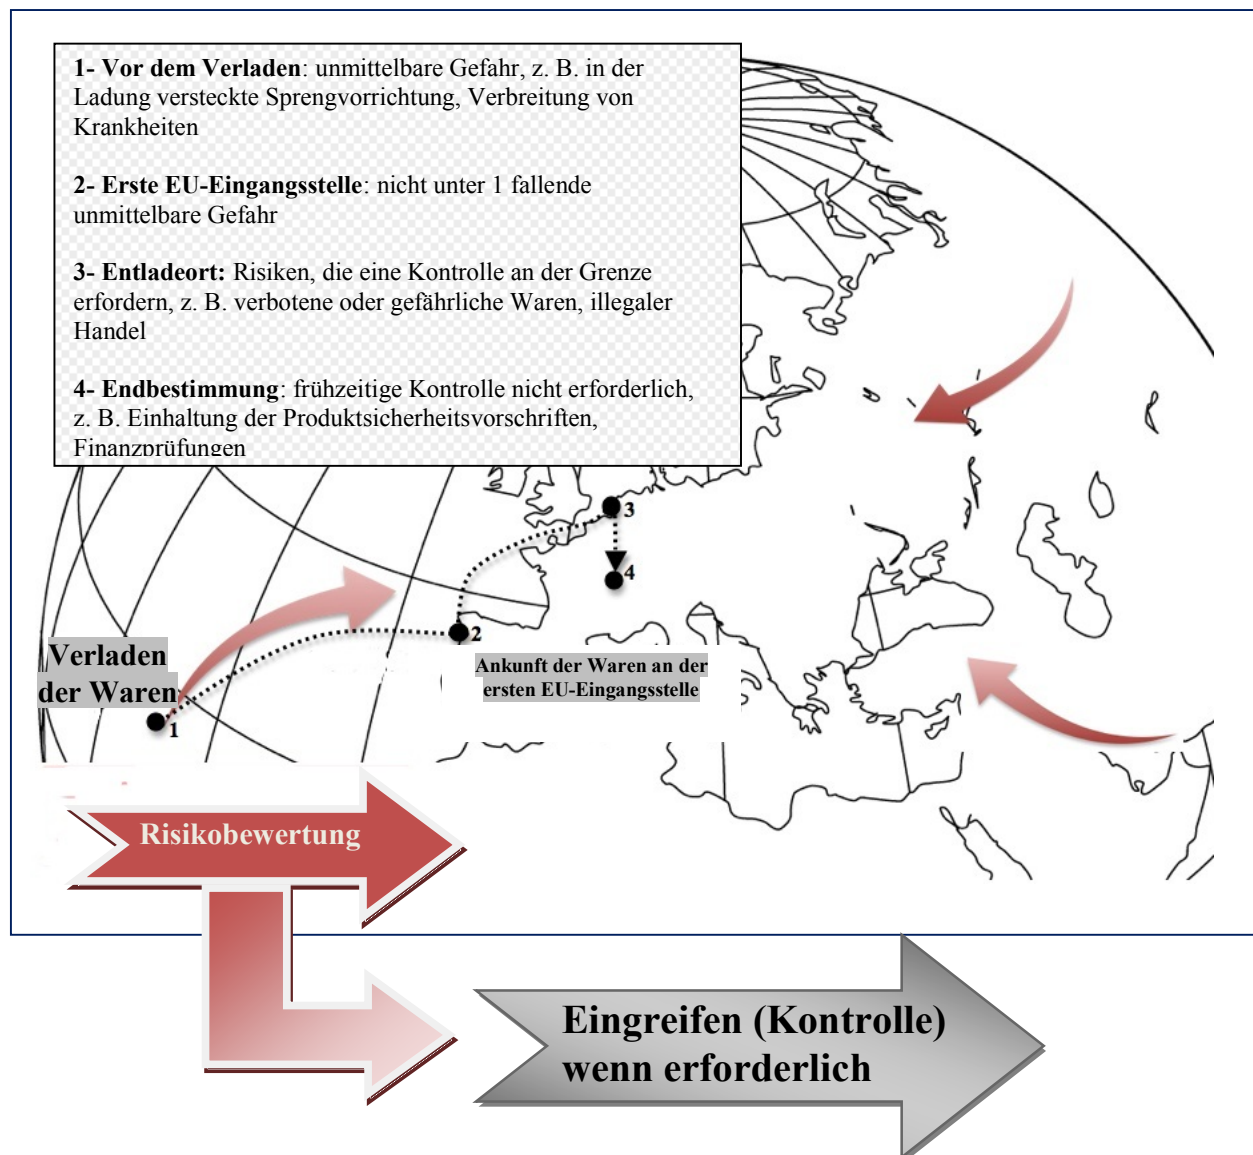 1- Vor dem Verladen: unmittelbare Gefahr, z. B. in der
Ladung versteckte Sprengvorrichtung, Verbreitung von
Krankheiten
2- Erste EU-Eingangsstelle: nicht unter 1 fallende
unmittelbare Gefahr
3- Entladeort: Risiken, die eine Kontrolle an der Grenze
erfordern, z. B. verbotene oder gefährliche Waren, illegaler
Handel
4- Endbestimmung: frühzeitige Kontrolle nicht erforderlich,
z. B. Einhaltung der Produktsicherheitsvorschriften,
Finanzprüfungen
3
4
2
Verladen
der Waren
1
Ankunft der Waren an der
ersten EU-Eingangsstelle
Risikobewertung
Eingreifen (Kontrolle)
wenn erforderlich